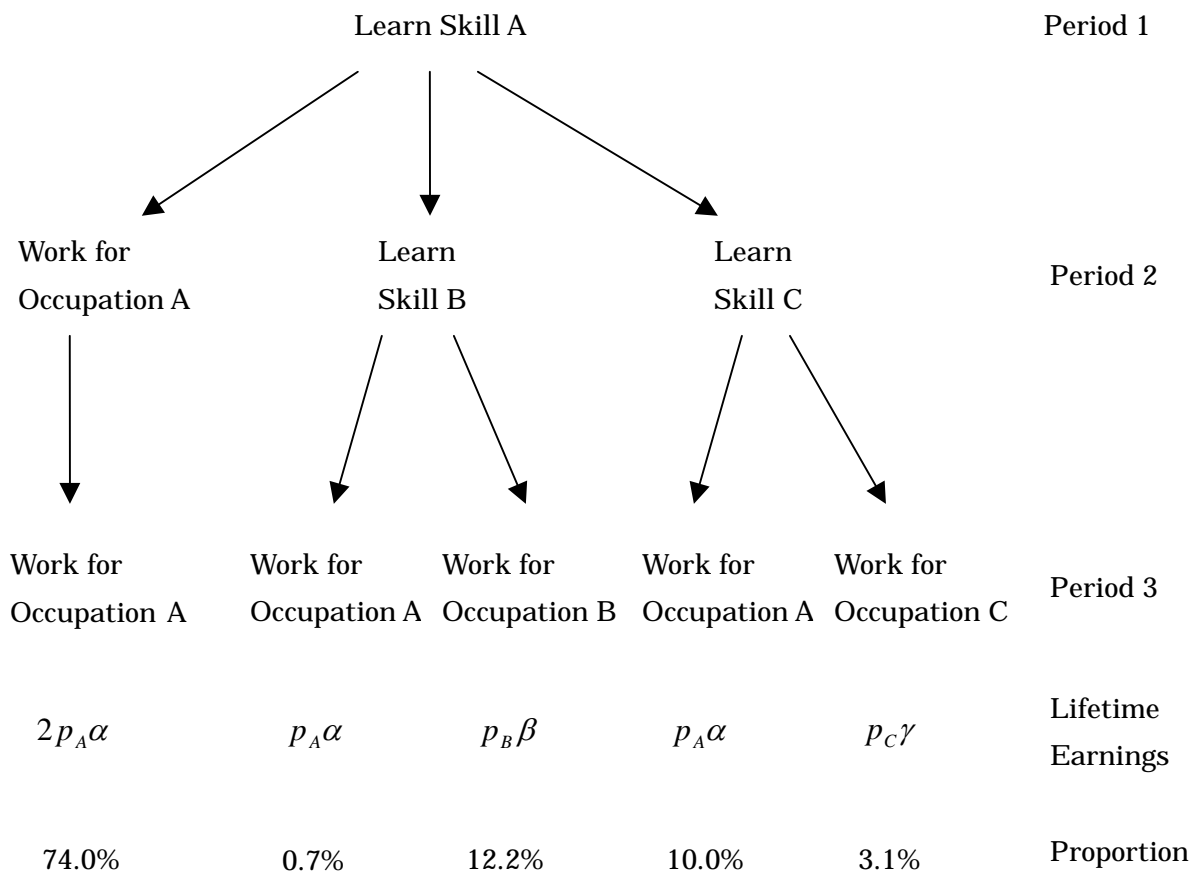 Learn Skill A
Period 1
Work for
Occupation A
Learn
Skill B
Learn
Skill C
Period 2
Work for
Occupation A
Work for
Occupation A
Work for
Occupation B
Work for
Occupation A
Work for
Occupation C
Period 3
2p_Aα
p_Aα
p_Bβ
p_Aα
p_Cγ
Lifetime
Earnings
74.0%
0.7%
12.2%
10.0%
3.1%
Proportion